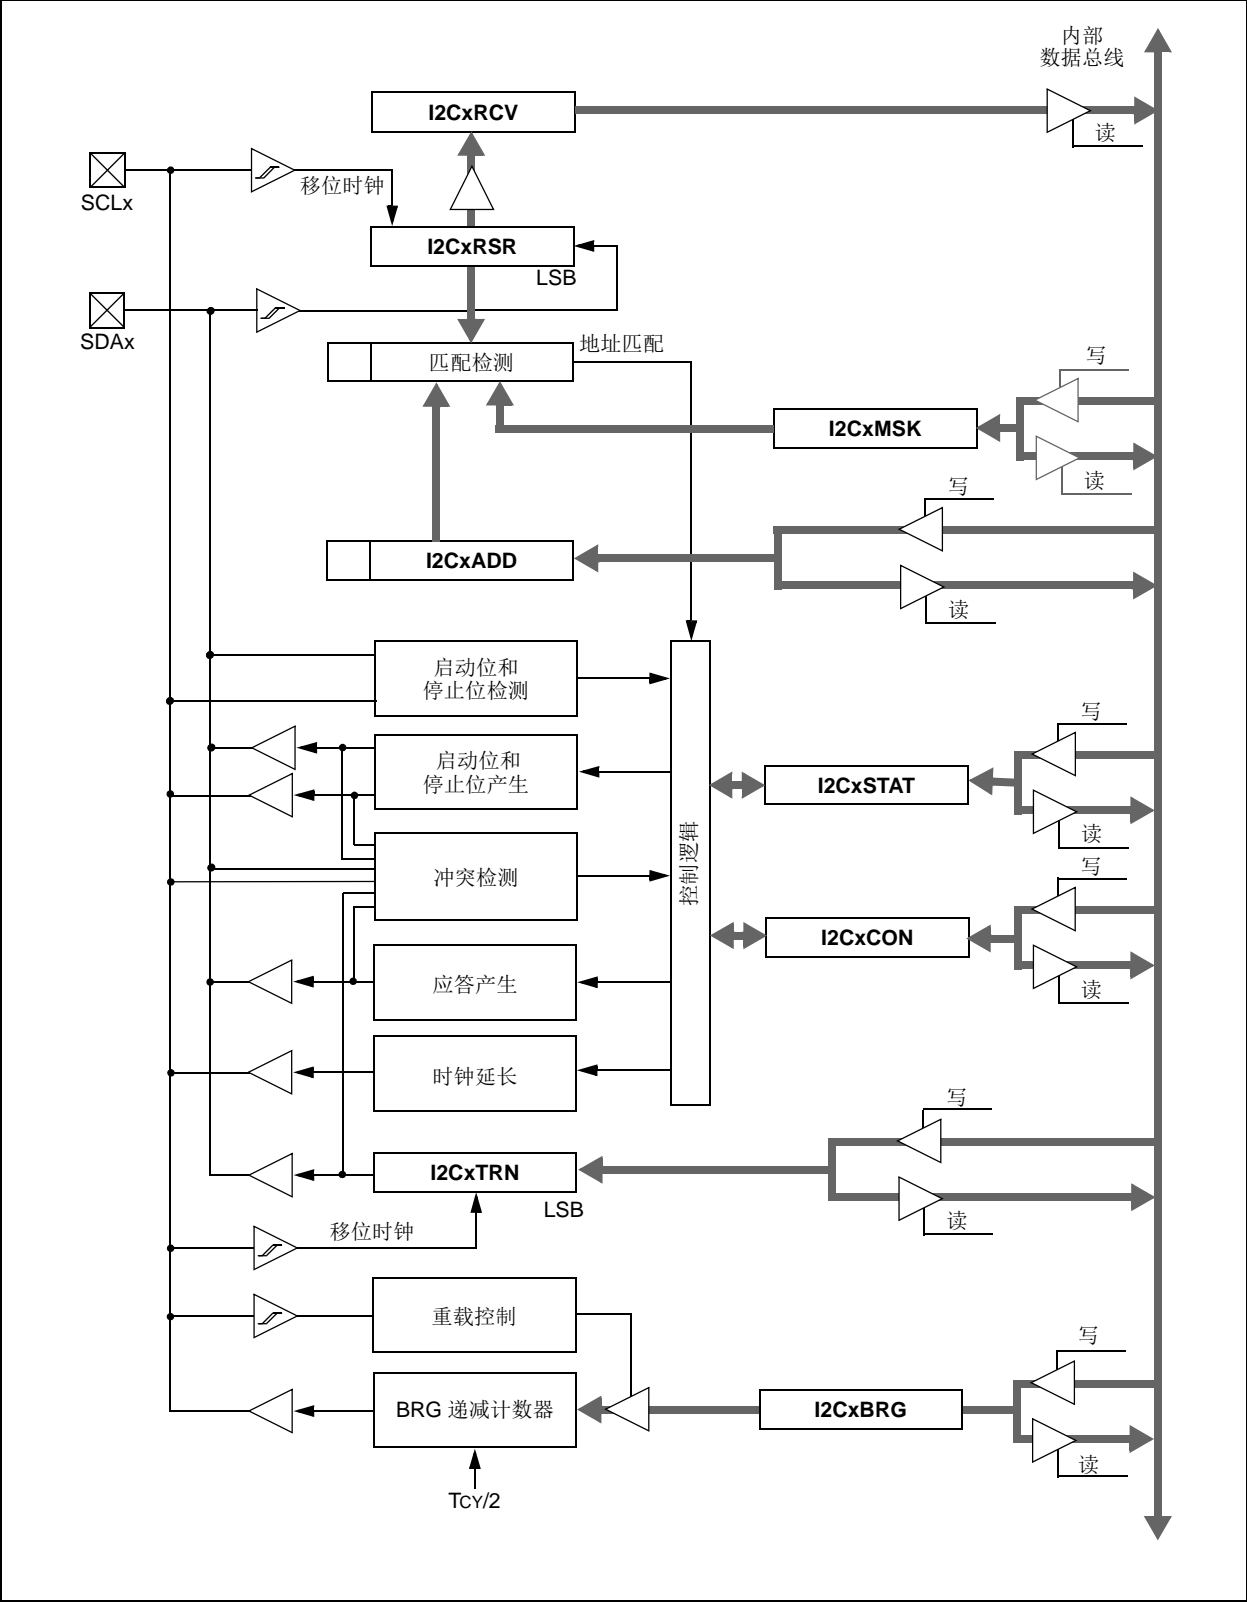 内部
数据总线
I2CxRCV
读
SCLx
移位时钟
I2CxRSR
LSB
SDAx
地址匹配
匹配检测
写
I2CxMSK
读
写
I2CxADD
读
启动位和
停止位检测
写
启动位和
停止位产生
I2CxSTAT
读
控制逻辑
写
冲突检测
I2CxCON
应答产生
读
时钟延长
写
I2CxTRN
LSB
读
移位时钟
重载控制
写
BRG 递减计数器
I2CxBRG
读
TCY/2